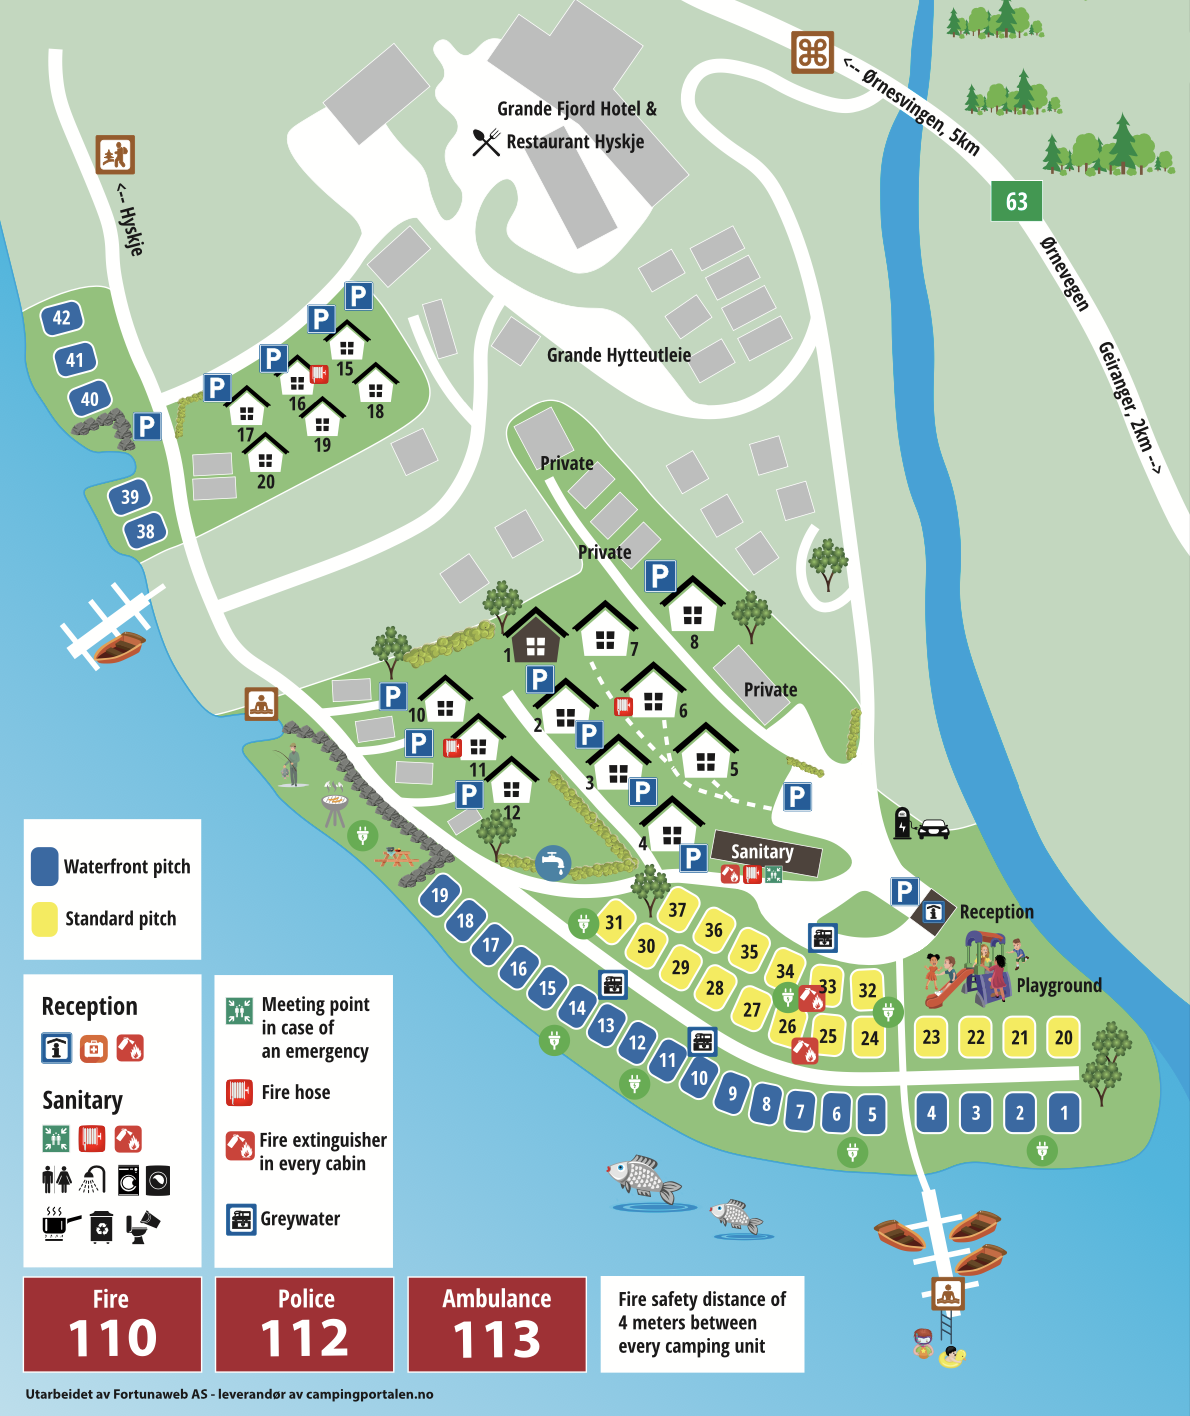 Grande Fjord Hotel &
Restaurant Hyskje
<-- Ørnesvingen, 5km
63
Ørnevegen
Geiranger, 2km -->
<-- Hyskje
42
41
40
P
39
38
P
P
P
P
15
16
17
18
19
20
Grande Hytteutleie
Private
Private
P
8
1
7
P
Private
P
10
2
6
P
P
11
3
5
P
P
12
P
4
P
Sanitary
P
Reception
Playground
Waterfront pitch
Standard pitch
19
18
17
16
15
14
13
12
11
10
9
8
7
6
5
4
3
2
1
31
30
29
28
27
26
25
24
23
22
21
20
37
36
35
34
33
32
Reception
Sanitary
Meeting point
in case of
an emergency
Fire hose
Fire extinguisher
in every cabin
Greywater
Fire
110
Police
112
Ambulance
113
Fire safety distance of
4 meters between
every camping unit
Utarbeidet av Fortunaweb AS - leverandør av campingportalen.no